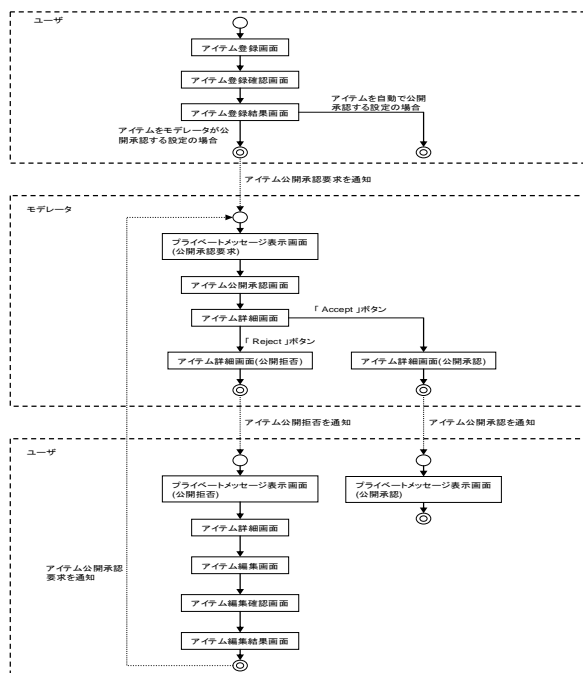 ユーザ
アイテム登録画面
アイテム登録確認画面
アイテム登録結果画面
アイテムを自動で公開
承認する設定の場合
アイテムをモデレータが公
開承認する設定の場合
アイテム公開承認要求を通知
モデレータ
プライベートメッセージ表示画面
(公開承認要求)
アイテム公開承認画面
アイテム詳細画面
「 Accept 」ボタン
「 Reject 」ボタン
アイテム詳細画面(公開拒否)
アイテム詳細画面(公開承認)
アイテム公開拒否を通知
アイテム公開承認を通知
ユーザ
プライベートメッセージ表示画面
(公開拒否)
プライベートメッセージ表示画面
(公開承認)
アイテム詳細画面
アイテム編集画面
アイテム公開承認
要求を通知
アイテム編集確認画面
アイテム編集結果画面